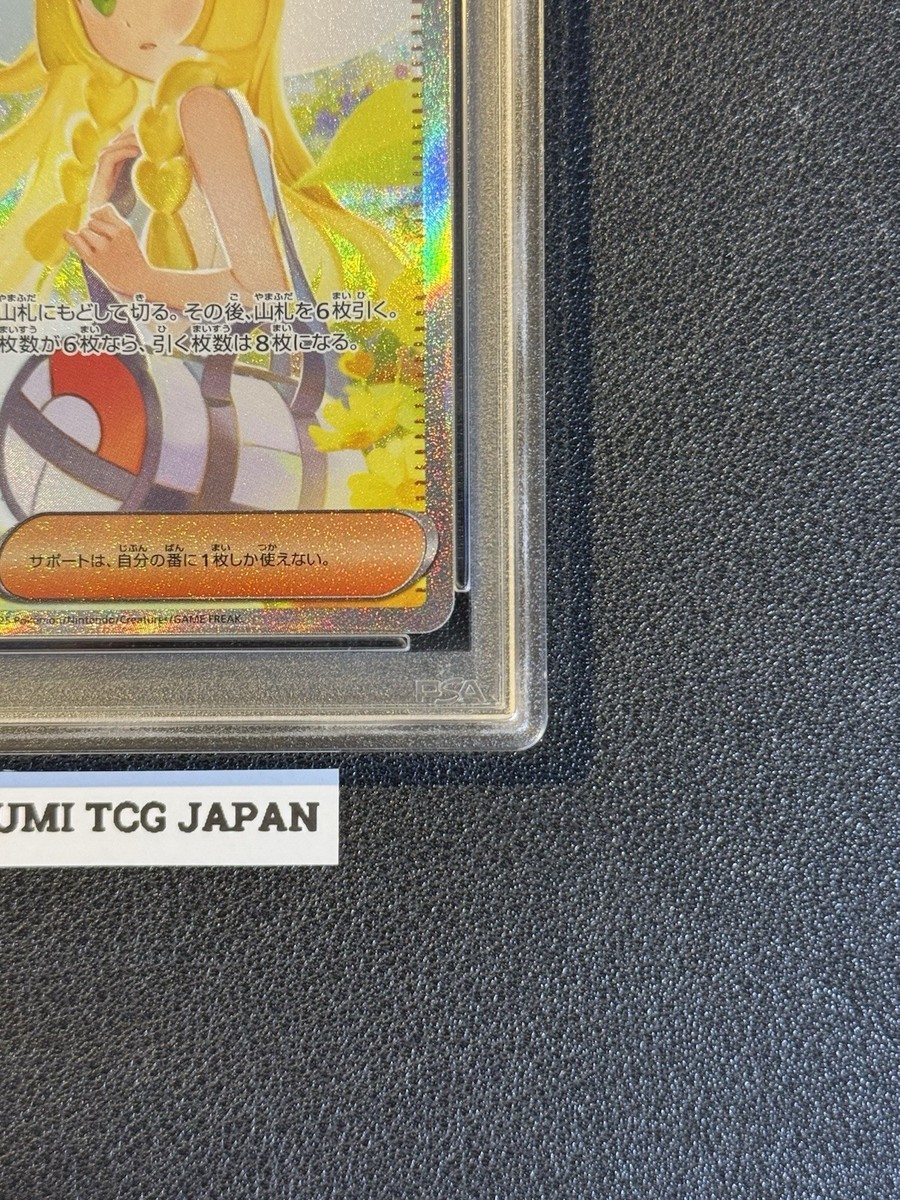 山札にもどして切る。その後、山札を6枚引く。
枚数が6枚なら、引く枚数は8枚になる。
サポートは、自分の番に1枚しか使えない。
25 Pokémon/Nintendo/Creatures/GAME FREAK.
PSA
UMI TCG JAPAN